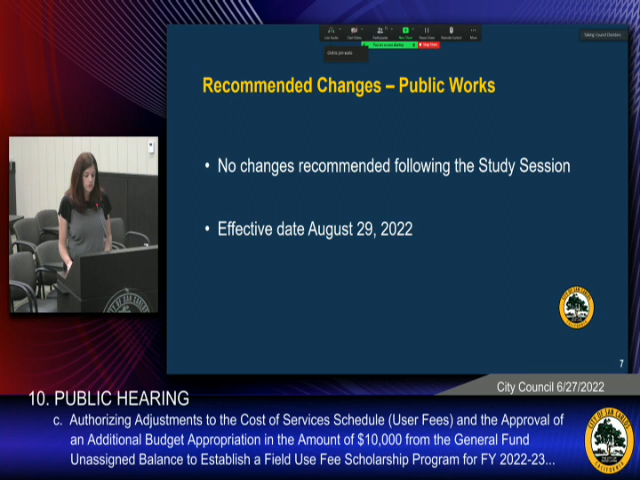 Recommended Changes – Public Works
• No changes recommended following the Study Session
• Effective date August 29, 2022
7
City Council 6/27/2022
10. PUBLIC HEARING
c. Authorizing Adjustments to the Cost of Services Schedule (User Fees) and the Approval of
an Additional Budget Appropriation in the Amount of $10,000 from the General Fund
Unassigned Balance to Establish a Field Use Fee Scholarship Program for FY 2022-23...